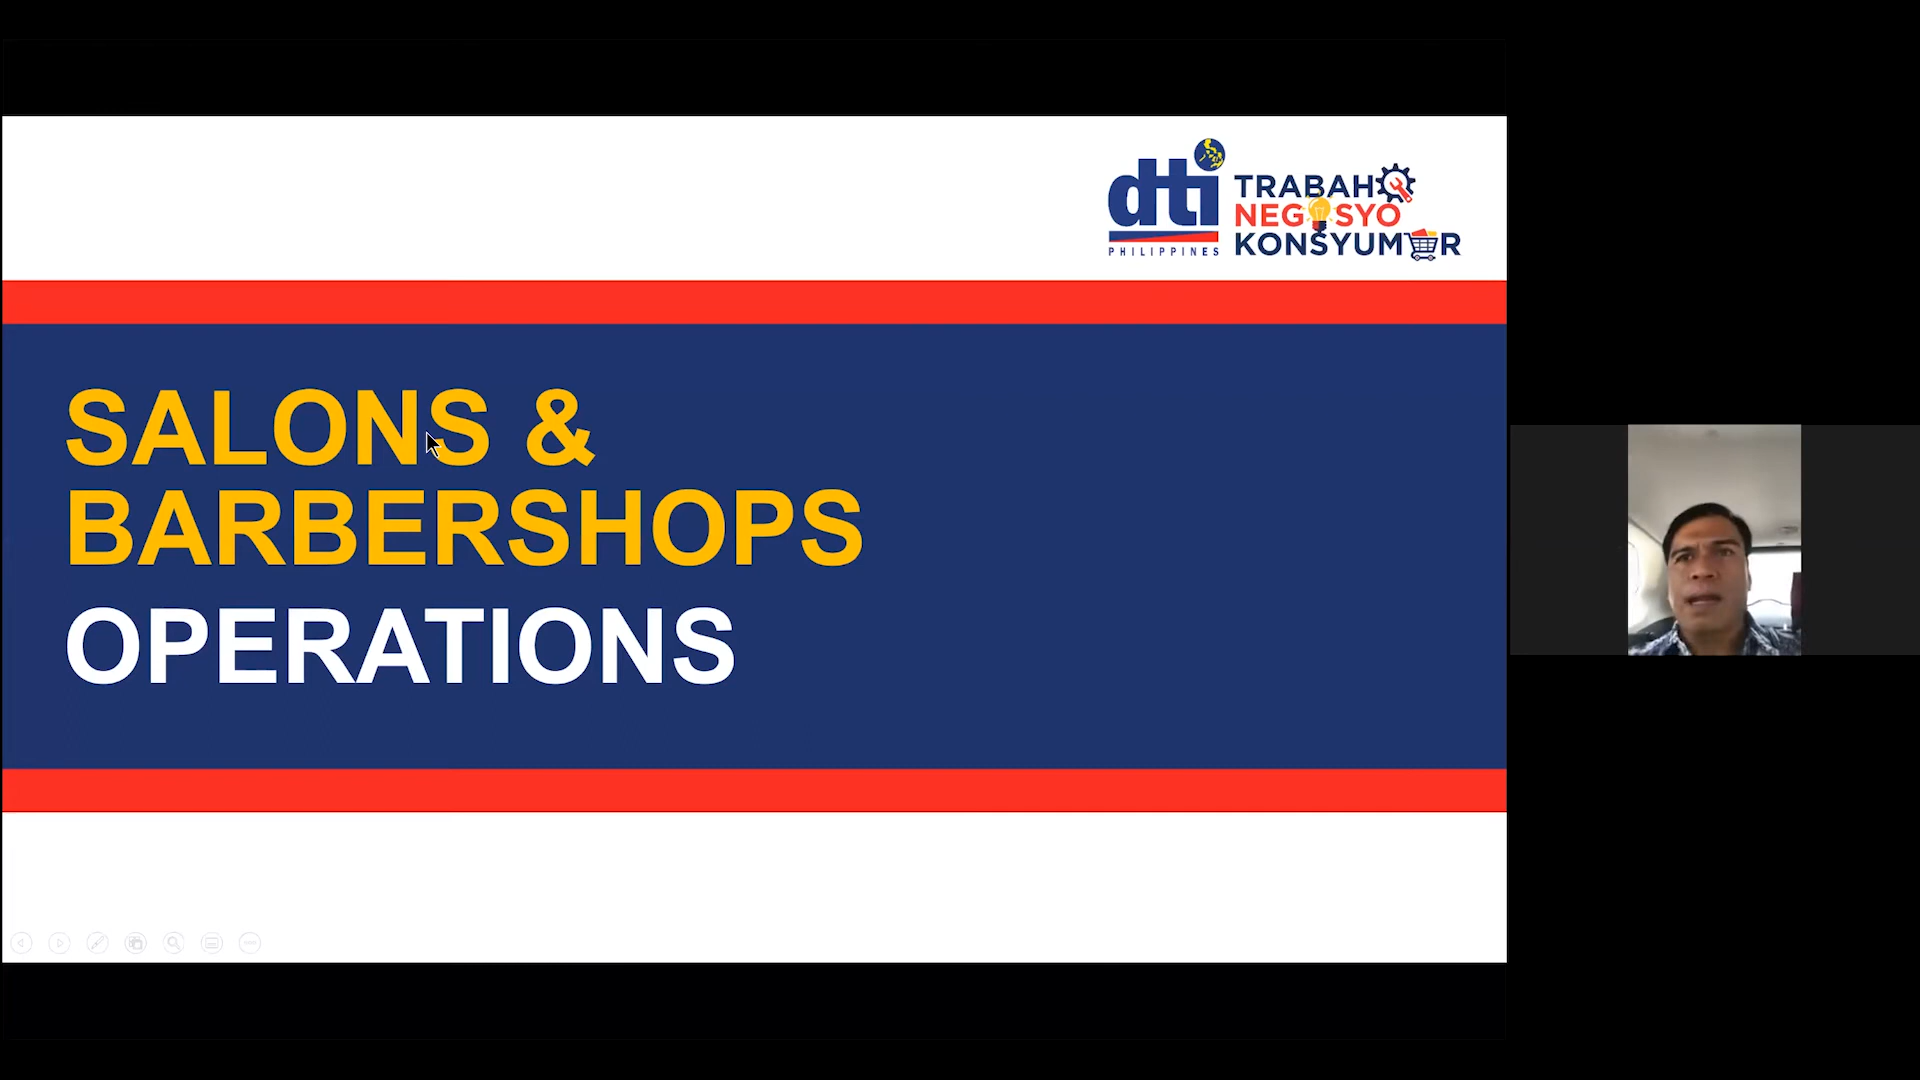 dti
PHILIPPINES
TRABAHO
NEGOSYO
KONSYUMER
SALONS &
BARBERSHOPS
OPERATIONS